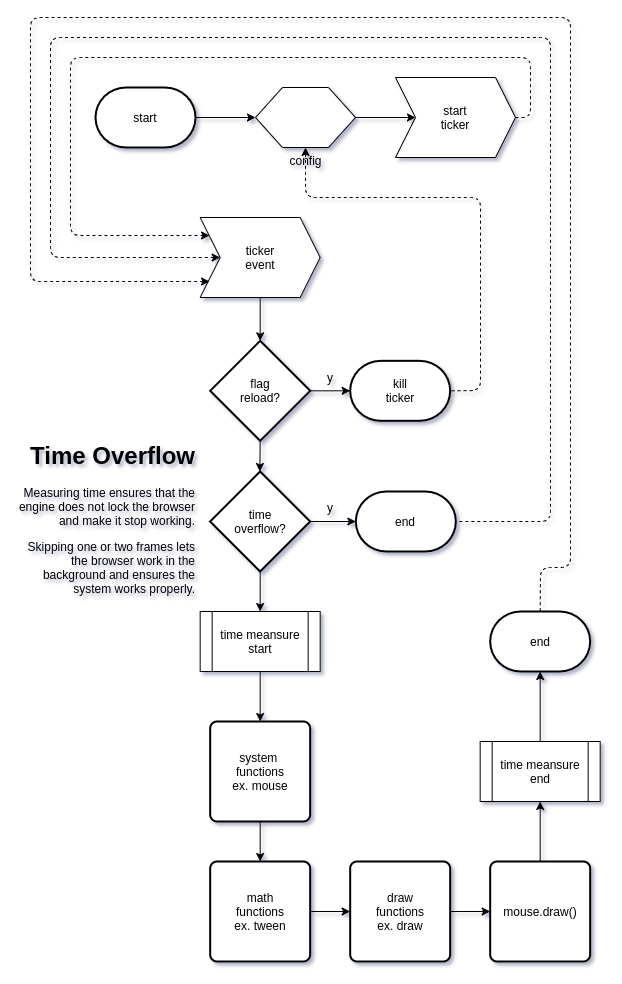 start
config
start
ticker
ticker
event
flag
reload?
y
kill
ticker
Time Overflow
Measuring time ensures that the
engine does not lock the browser
and make it stop working.
Skipping one or two frames lets
the browser work in the
background and ensures the
system works properly.
time
overflow?
y
end
time meansure
start
system
functions
ex. mouse
math
functions
ex. tween
draw
functions
ex. draw
mouse.draw()
time meansure
end
end